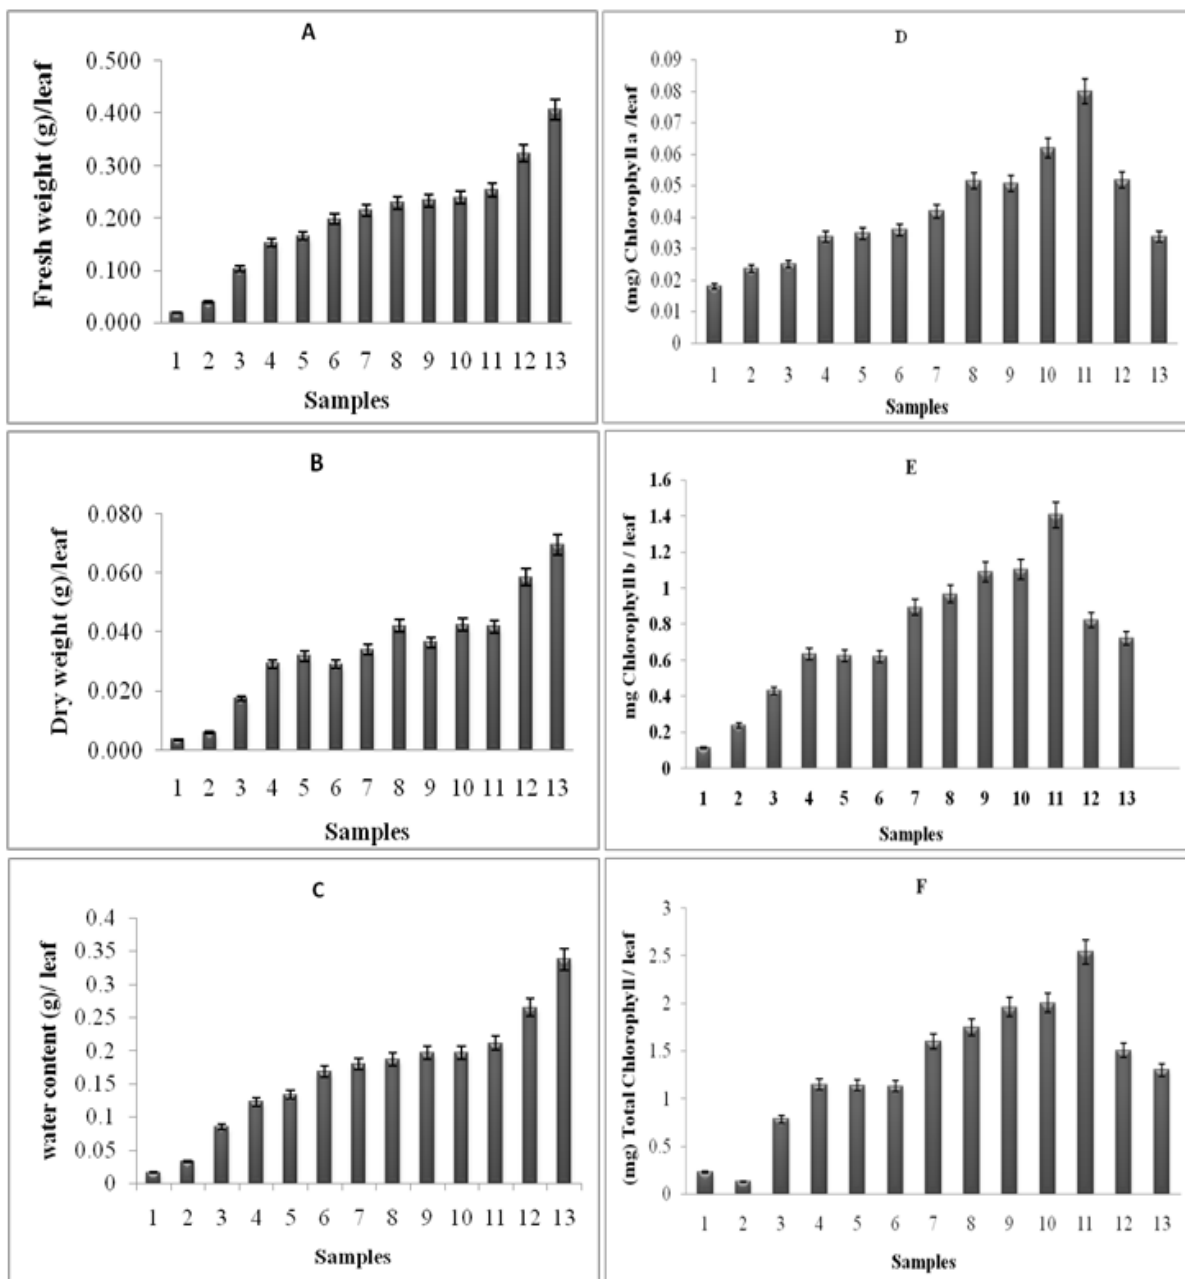 A
Fresh weight (g)/leaf
0.500
0.400
0.300
0.200
0.100
0.000
1 2 3 4 5 6 7 8 9 10 11 12 13
Samples
B
Dry weight (g)/leaf
0.080
0.060
0.040
0.020
0.000
1 2 3 4 5 6 7 8 9 10 11 12 13
Samples
C
water content (g)/ leaf
0.4
0.35
0.3
0.25
0.2
0.15
0.1
0.05
0
1 2 3 4 5 6 7 8 9 10 11 12 13
Samples
D
(mg) Chlorophyll a /leaf
0.09
0.08
0.07
0.06
0.05
0.04
0.03
0.02
0.01
0
1 2 3 4 5 6 7 8 9 10 11 12 13
Samples
E
mg Chlorophyll b / leaf
1.6
1.4
1.2
1
0.8
0.6
0.4
0.2
0
1 2 3 4 5 6 7 8 9 10 11 12 13
Samples
F
(mg) Total Chlorophyll / leaf
3
2.5
2
1.5
1
0.5
0
1 2 3 4 5 6 7 8 9 10 11 12 13
Samples